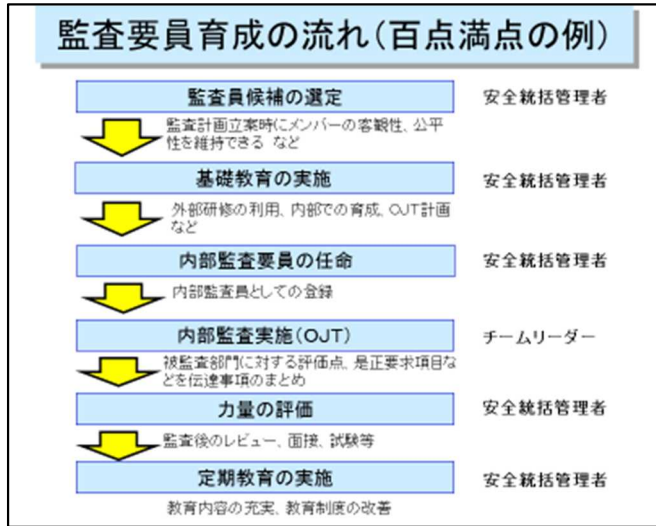 監査要員育成の流れ(百点満点の例)
監査員候補の選定 安全統括管理者
監査計画立案時にメンバーの客観性、公平
性を維持できる など
基礎教育の実施 安全統括管理者
外部研修の利用、内部での育成、OJT計画
など
内部監査要員の任命 安全統括管理者
内部監査員としての登録
内部監査実施(OJT) チームリーダー
被監査部門に対する評価点、是正要求項目な
どを伝達事項のまとめ
力量の評価 安全統括管理者
監査後のレビュー、面接、試験等
定期教育の実施 安全統括管理者
教育内容の充実、教育制度の改善